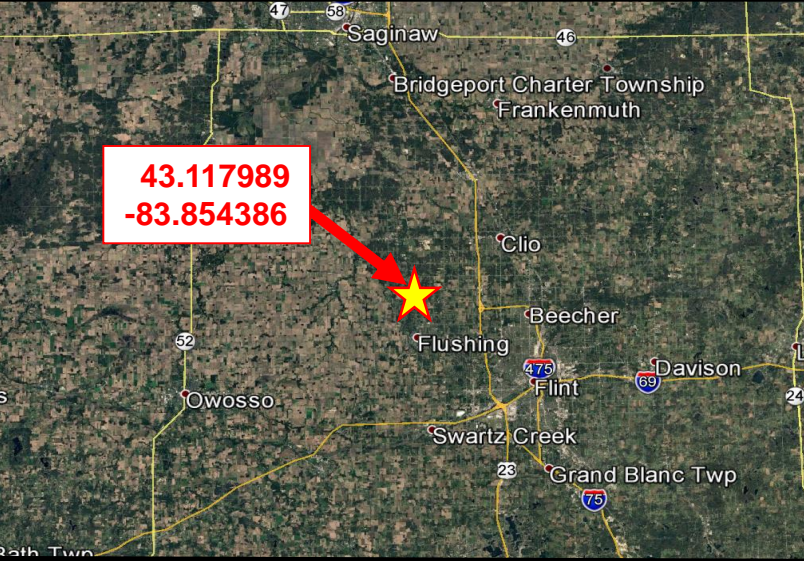 47
58
Saginaw
46
Bridgeport Charter Township
Frankenmuth
43.117989
-83.854386
Clio
Beecher
52
Flushing
475
Davison
69
Flint
24
Owosso
Swartz Creek
23
Grand Blanc Twp
75
Bath Twp